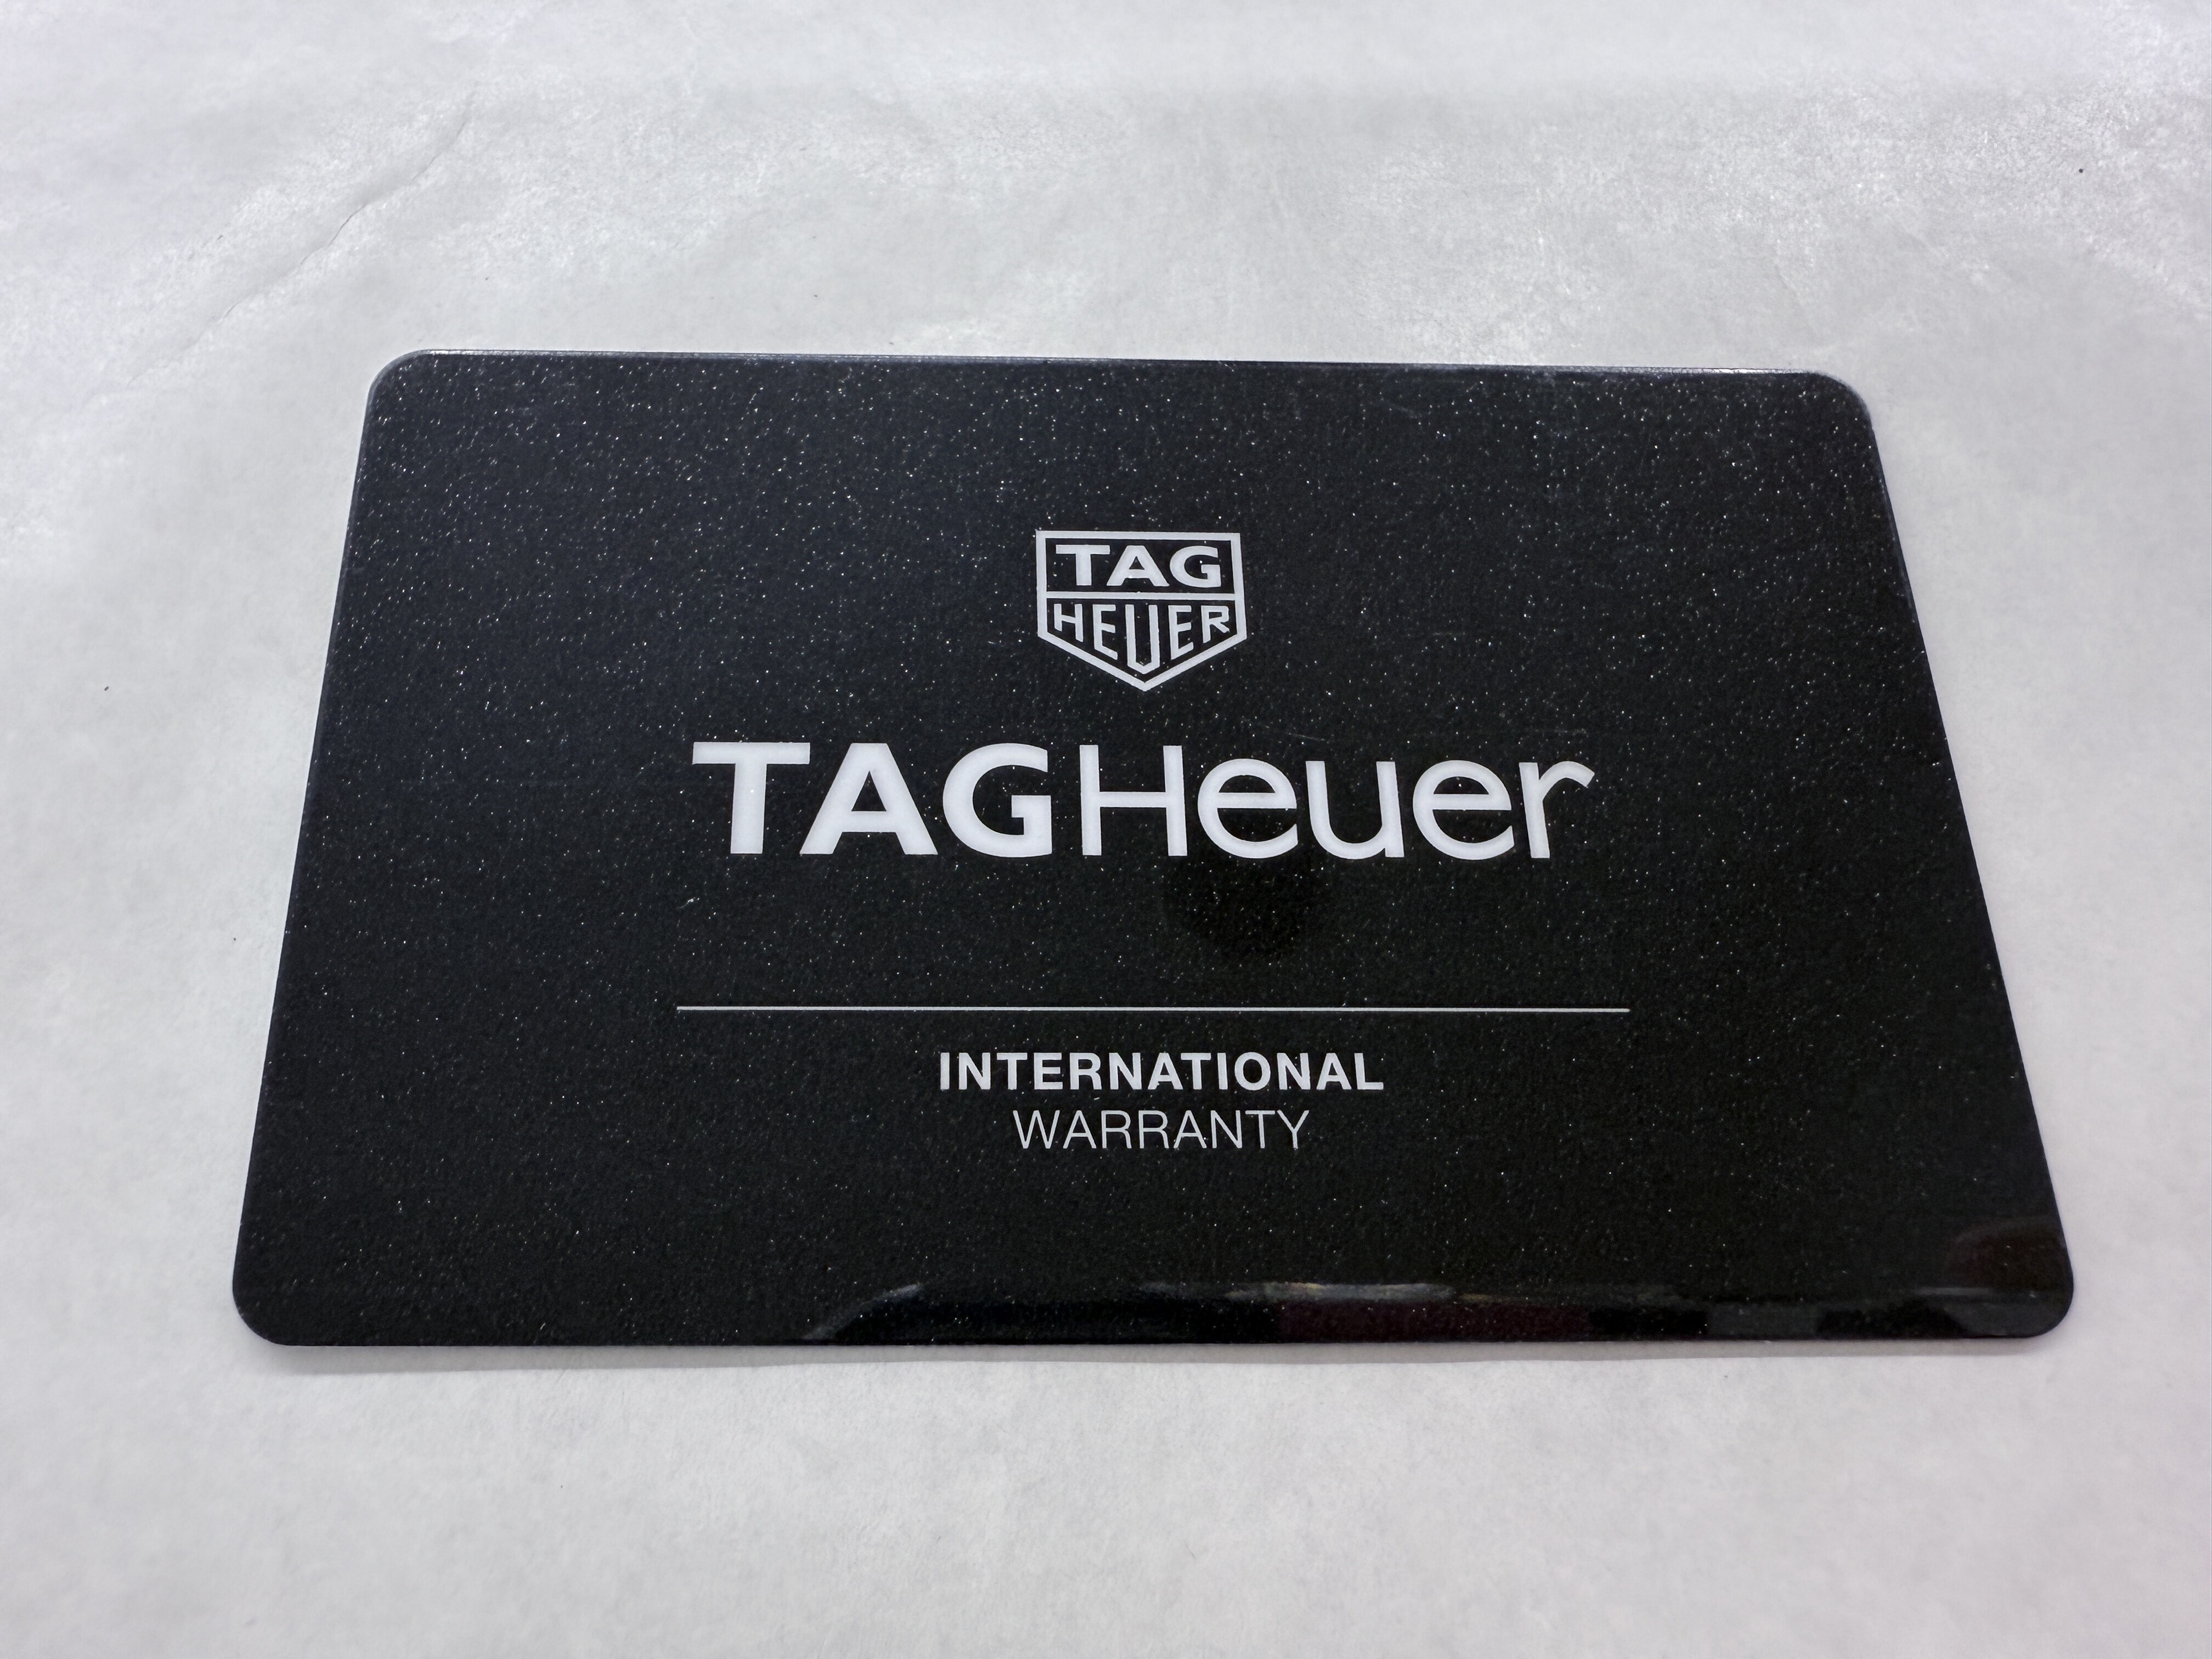 TAG
HEUER
TAGHeuer
INTERNATIONAL
WARRANTY